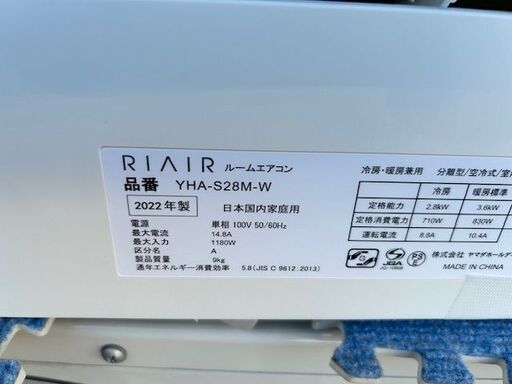 RIAIR ルームエアコン
品番 YHA-S28M-W
2022年製 日本国内家庭用
電源 単相 100V 50/60Hz
最大電流 14.8A
最大入力 1180W
区分名 A
製品質量 9kg
通年エネルギー消費効率 5.8(JIS C 9612:2013)
冷房・暖房兼用 分離型/空冷式/室
冷房 暖房
定格能力 2.8kW 3.6kW
定格消費電力 710W 830W
運転電流 8.8A 10.4A
JQA
PS
E
株式会社 ヤマダホールデ
MADE IN CHINA